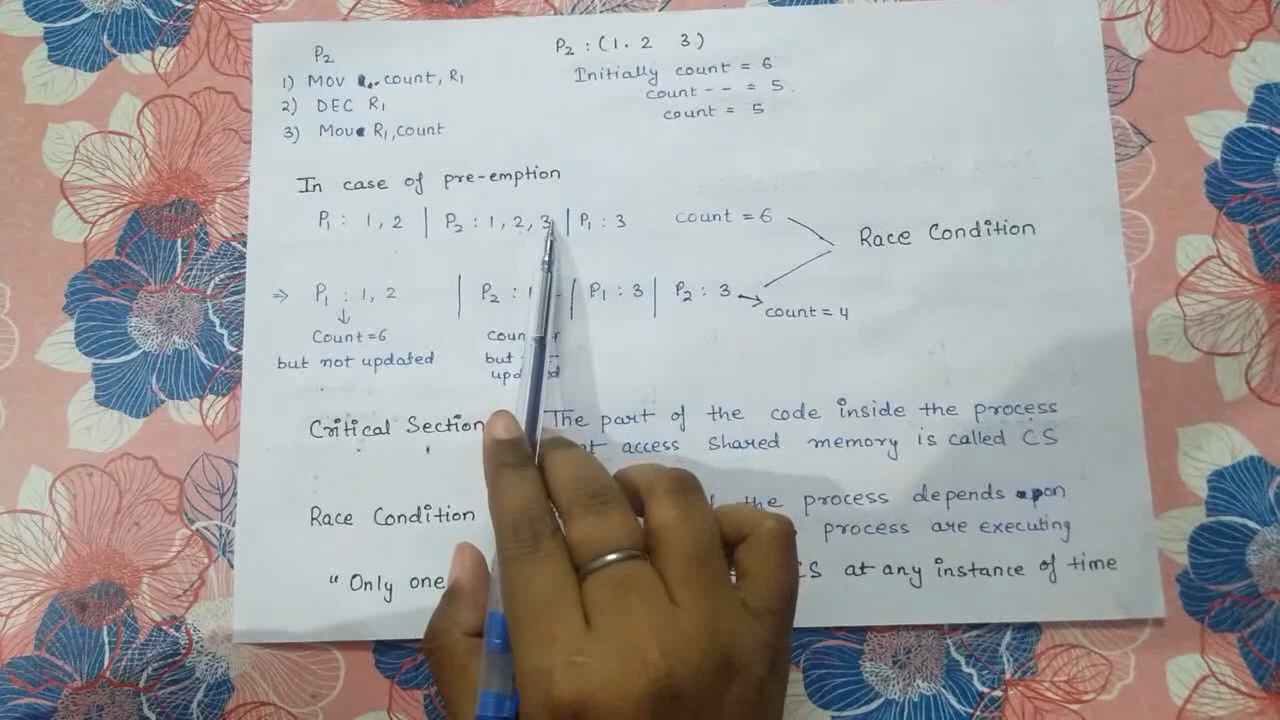 P2
P2 : (1. 2 3)
1) MOV count, R1
Initially count = 6
2) DEC R1
count -- = 5
3) Move R1, count
count = 5
In case of pre-emption
P1 : 1, 2 | P2 : 1, 2, 3 | P1 : 3 count = 6
Race Condition
⇒ P1 : 1, 2 | P2 : 1 | P1 : 3 | P2 : 3 → count = 4
↓
Count = 6
but not updated
but
Critical Section The part of the code inside the process
access shared memory is called CS
Race Condition the process depends upon
process are executing
" Only one CS at any instance of time